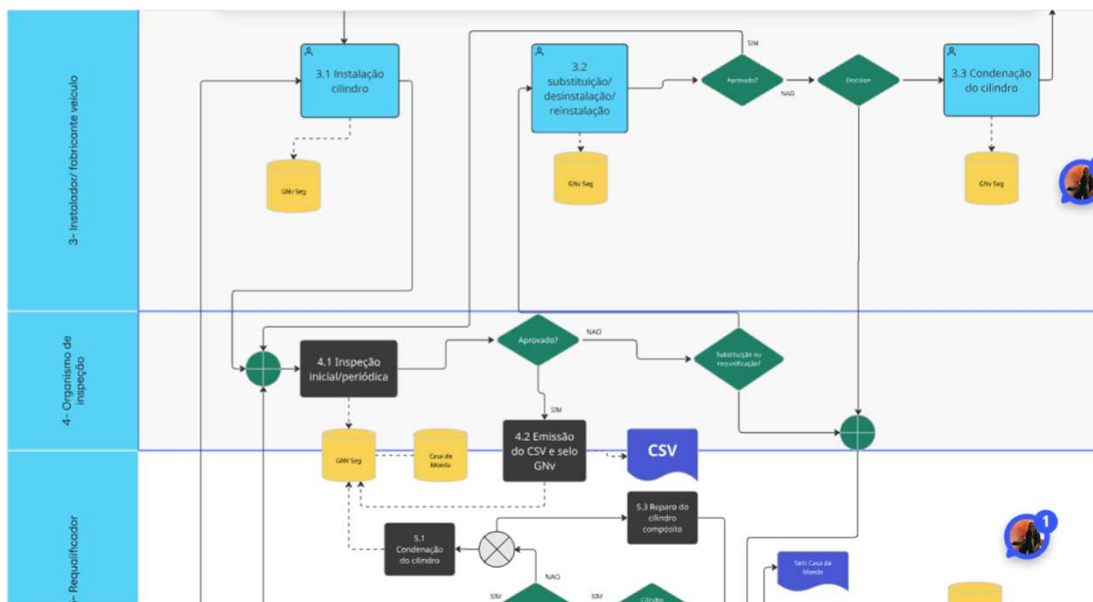 3- Instalador/ fabricante veículo
3.1 Instalação
cilindro
GNv Seg
3.2
substituição/
desinstalação/
reinstalação
GNv Seg
Aprovado?
SIM
NAO
Decision
3.3 Condenação
do cilindro
GNv Seg
4- Organismo de
inspeção
4.1 Inspeção
inicial/periódica
Aprovado?
NAO
SIM
Substituição ou
requalificação?
GNV Seg
Casa da
Moeda
4.2 Emissão
do CSV e selo
GNv
CSV
Requalificador
5.1
Condenação
do cilindro
5.3 Reparo do
cilindro
compósito
NAO
SIM
SIM
Cilindro
Selo Casa da
Moeda
1